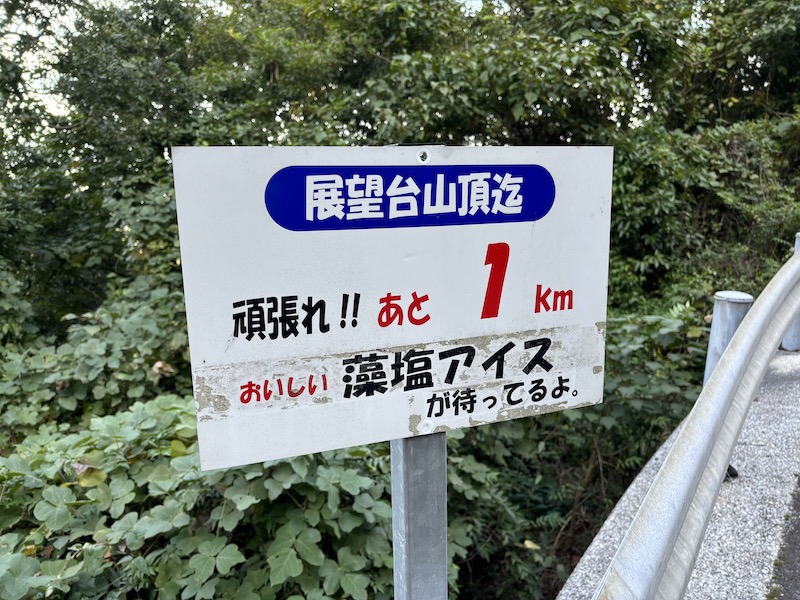 展望台山頂迄
頑張れ!! あと 1 km
おいしい 藻塩アイス
が待ってるよ。